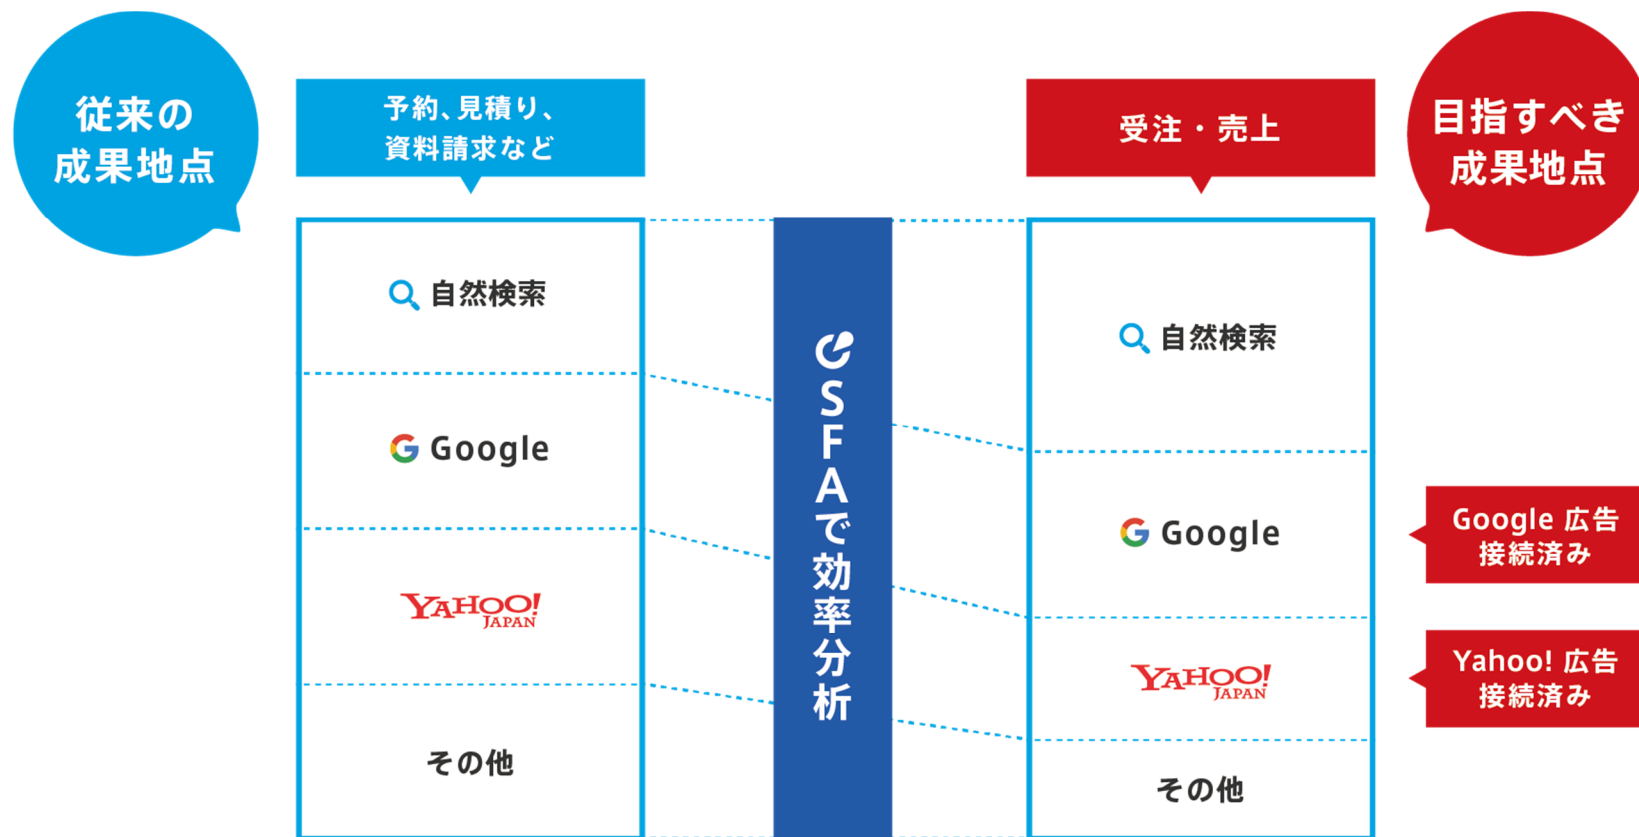 従来の
成果地点
予約、見積り、
資料請求など
受注・売上
目指すべき
成果地点
自然検索
Google
YAHOO!
JAPAN
その他
SFAで効率分析
自然検索
Google
YAHOO!
JAPAN
その他
Google 広告
接続済み
Yahoo! 広告
接続済み